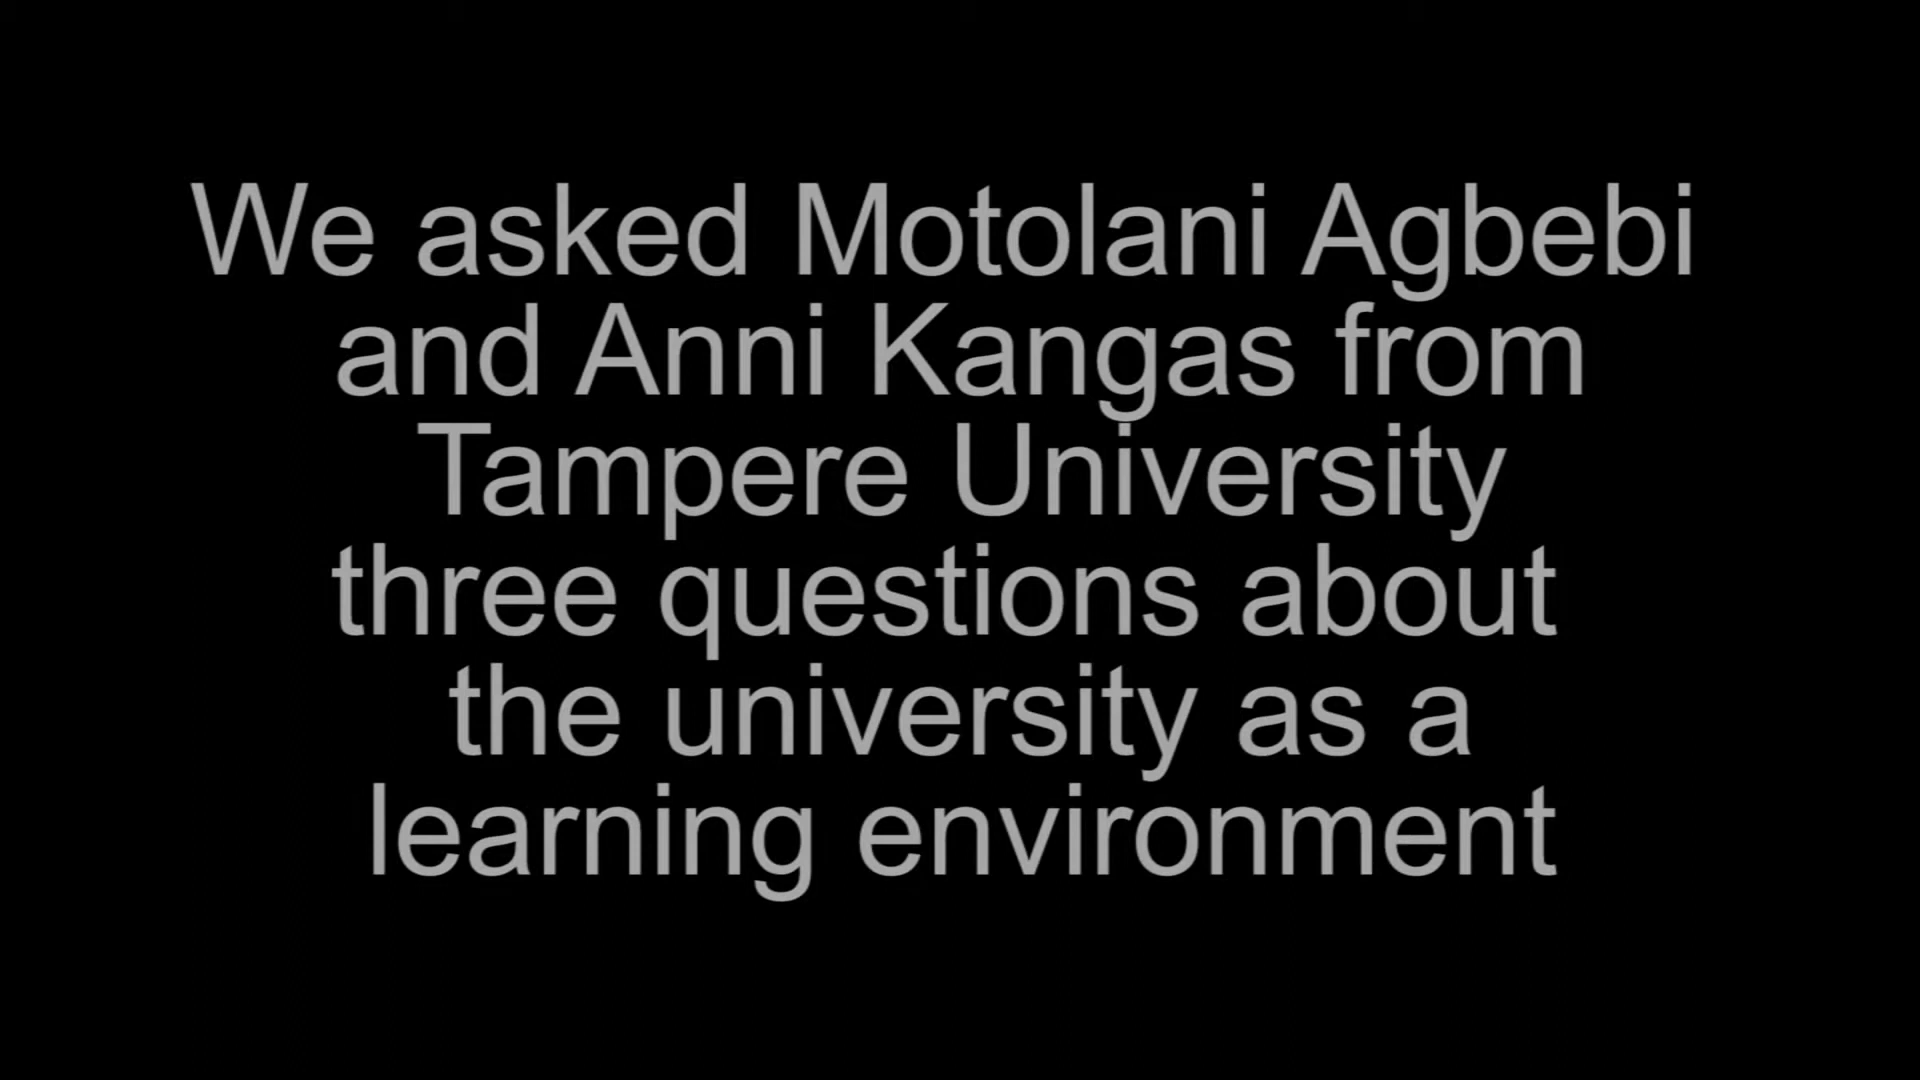 We asked Motolani Agbebi
and Anni Kangas from
Tampere University
three questions about
the university as a
learning environment